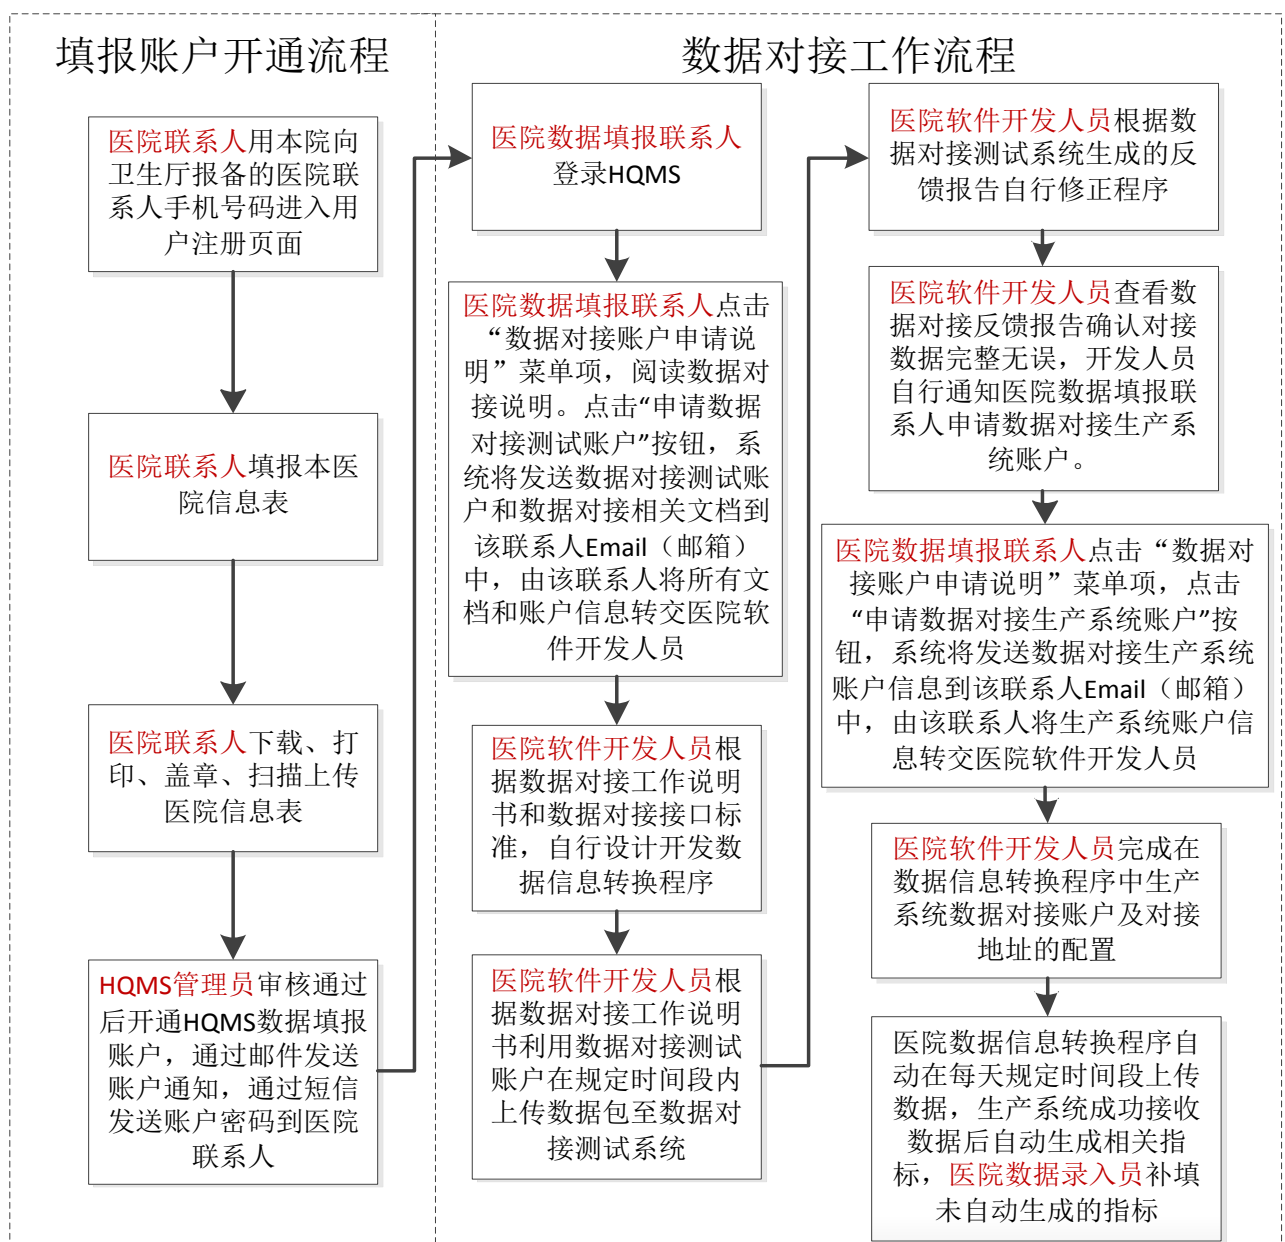 填报账户开通流程
医院联系人用本院向
卫生厅报备的医院联
系人手机号码进入用
户注册页面
医院联系人填报本医
院信息表
医院联系人下载、打
印、盖章、扫描上传
医院信息表
HQMS管理员审核通过
后开通HQMS数据填报
账户，通过邮件发送
账户通知，通过短信
发送账户密码到医院
联系人
数据对接工作流程
医院数据填报联系人
登录HQMS
医院数据填报联系人点击
“数据对接账户申请说
明”菜单项，阅读数据对
接说明。点击“申请数据
对接测试账户”按钮，系
统将发送数据对接测试账
户和数据对接相关文档到
该联系人Email（邮箱）
中，由该联系人将所有文
档和账户信息转交医院软
件开发人员
医院软件开发人员根
据数据对接工作说明
书和数据对接接口标
准，自行设计开发数
据信息转换程序
医院软件开发人员根
据数据对接工作说明
书利用数据对接测试
账户在规定时间段内
上传数据包至数据对
接测试系统
医院软件开发人员根据数
据对接测试系统生成的反
馈报告自行修正程序
医院软件开发人员查看数
据对接反馈报告确认对接
数据完整无误，开发人员
自行通知医院数据填报联
系人申请数据对接生产系
统账户。
医院数据填报联系人点击“数据对
接账户申请说明”菜单项，点击
“申请数据对接生产系统账户”按
钮，系统将发送数据对接生产系统
账户信息到该联系人Email（邮箱）
中，由该联系人将生产系统账户信
息转交医院软件开发人员
医院软件开发人员完成在
数据信息转换程序中生产
系统数据对接账户及对接
地址的配置
医院数据信息转换程序自
动在每天规定时间段上传
数据，生产系统成功接收
数据后自动生成相关指
标，医院数据录入员补填
未自动生成的指标